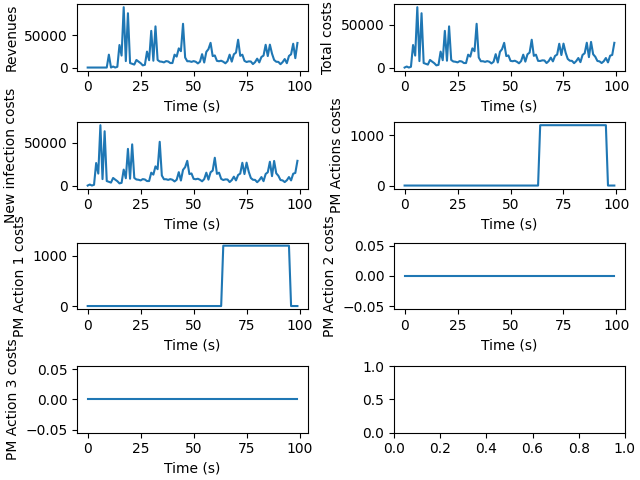 Revenues
50000
0
0 25 50 75 100
Time (s)
Total costs
50000
0
0 25 50 75 100
Time (s)
New infection costs
50000
0
0 25 50 75 100
Time (s)
PM Actions costs
1000
0
0 25 50 75 100
Time (s)
PM Action 1 costs
1000
0
0 25 50 75 100
Time (s)
PM Action 2 costs
0.05
0.00
−0.05
0 25 50 75 100
Time (s)
PM Action 3 costs
0.05
0.00
−0.05
0 25 50 75 100
Time (s)
1.0
0.5
0.0
0.0 0.2 0.4 0.6 0.8 1.0